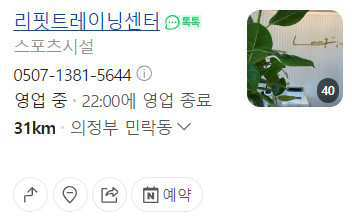 리핏트레이닝센터 톡톡
스포츠시설
0507-1381-5644
영업 중 · 22:00에 영업 종료
31km · 의정부 민락동
40
N 예약